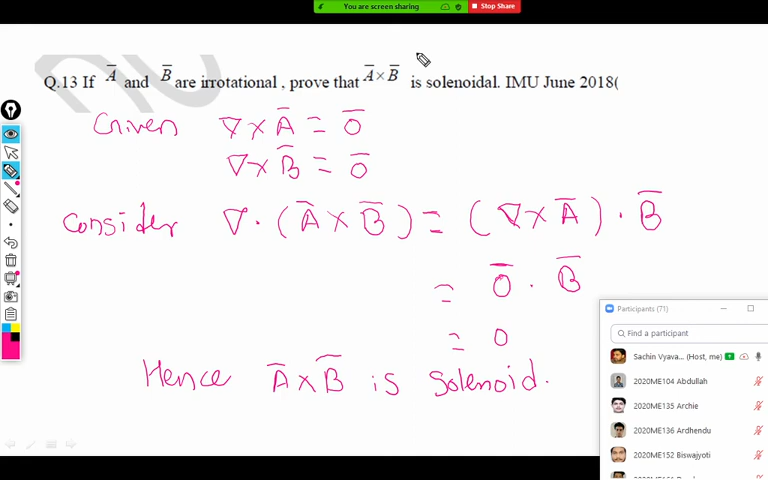 You are screen sharing
Stop Share
Q.13 If A̅ and B̅ are irrotational , prove that A̅×B̅ is solenoidal. IMU June 2018(
Given ∇ × A̅ = 0̅
∇ × B̅ = 0̅
Consider ∇ · (A̅ × B̅) = (∇ × A̅) · B̅
= 0̅ · B̅
= 0
Hence A̅×B̅ is Solenoid.
Participants (71)
Find a participant
Sachin Vyava... (Host, me)
2020ME104 Abdullah
2020ME135 Archie
2020ME136 Ardhendu
2020ME152 Biswajyoti